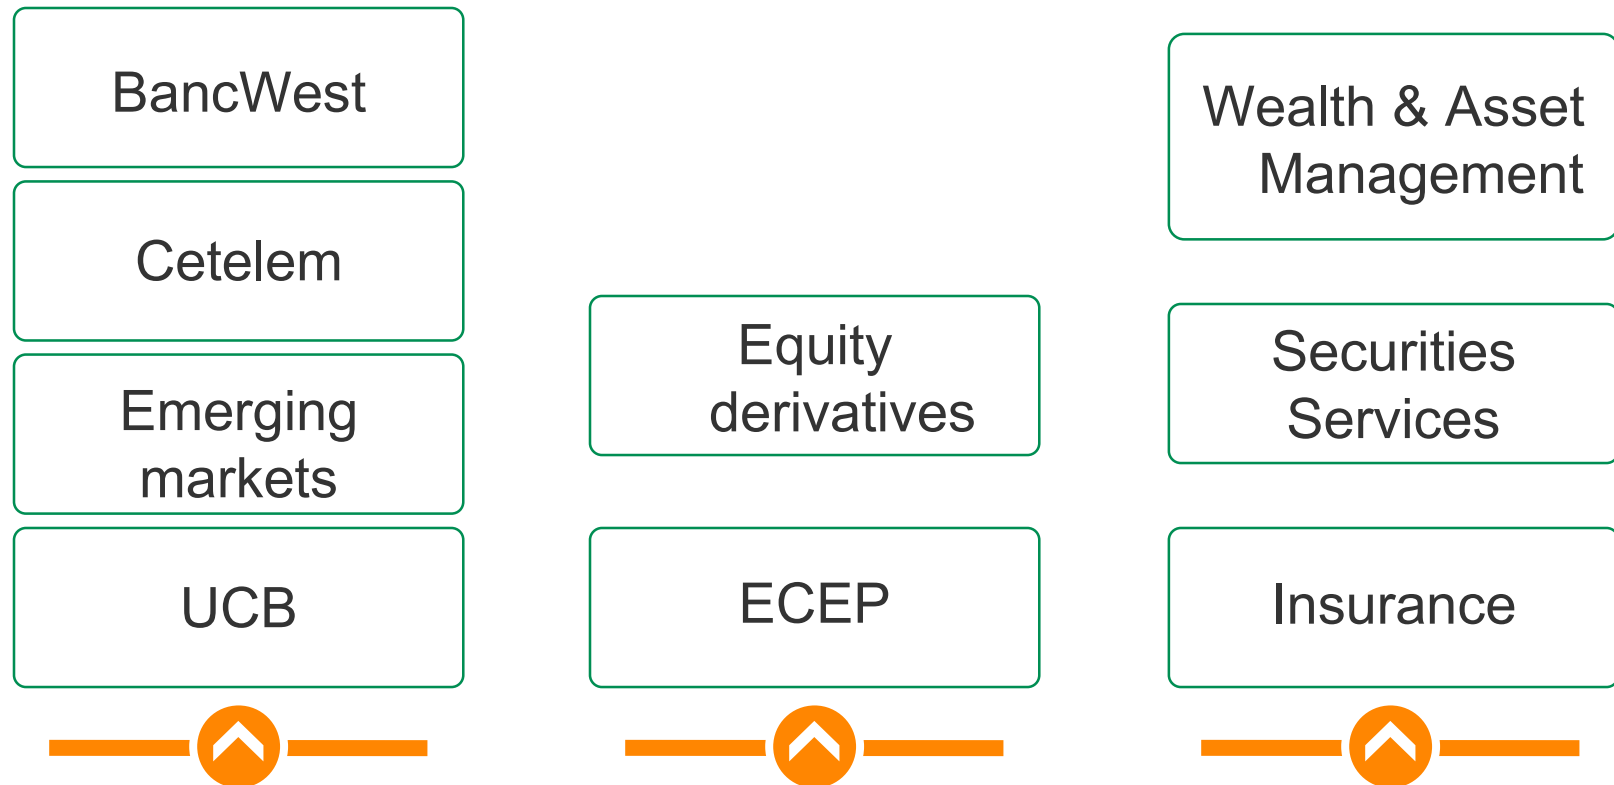 BancWest
Cetelem
Emerging
markets
UCB
Equity
derivatives
ECEP
Wealth & Asset
Management
Securities
Services
Insurance